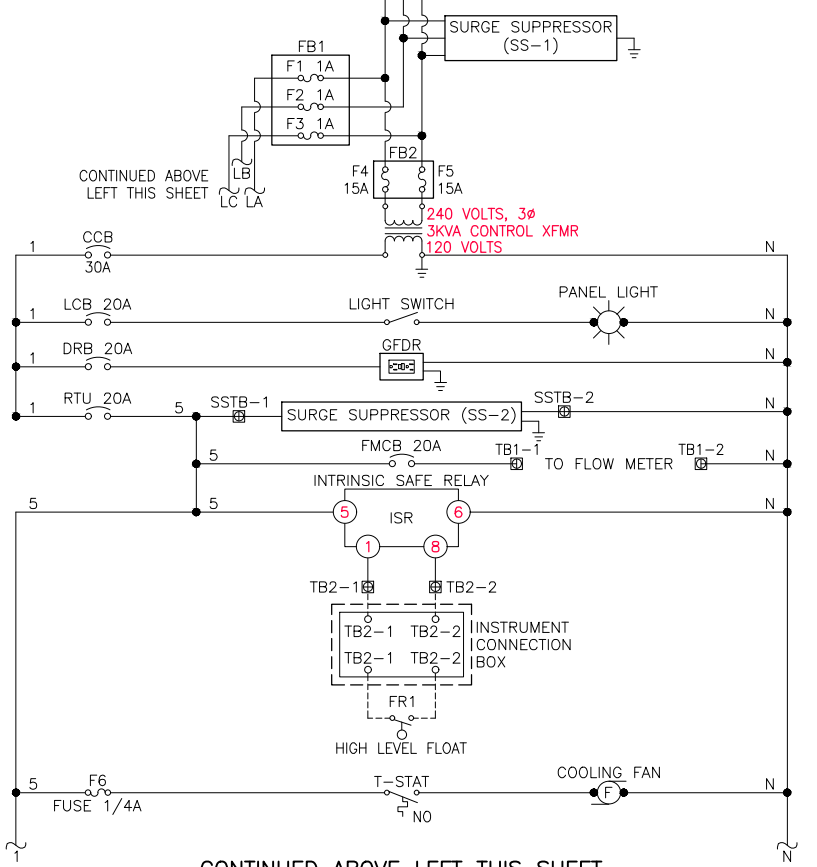 SURGE SUPPRESSOR
(SS-1)
FB1
F1 1A
F2 1A
F3 1A
CONTINUED ABOVE
LEFT THIS SHEET
LB
LC LA
FB2
F4 F5
15A 15A
240 VOLTS, 3ø
3KVA CONTROL XFMR
120 VOLTS
1 CCB N
30A
PANEL LIGHT
1 LCB 20A LIGHT SWITCH N
1 DRB 20A GFDR N
1 RTU 20A 5 SSTB-1 SURGE SUPPRESSOR (SS-2) SSTB-2 N
5 FMCB 20A TB1-1 TO FLOW METER TB1-2 N
INTRINSIC SAFE RELAY
5 5 5 ISR 6 N
1 8
TB2-1 TB2-2
TB2-1 TB2-2
TB2-1 TB2-2
INSTRUMENT
CONNECTION
BOX
FR1
HIGH LEVEL FLOAT
5 F6 T-STAT COOLING FAN N
FUSE 1/4A NO F
1 N
CONTINUED ABOVE LEFT THIS SHEET